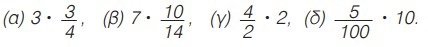 (α) 3 · 3/4, (β) 7 · 10/14, (γ) 4/2 · 2, (δ) 5/100 · 10.